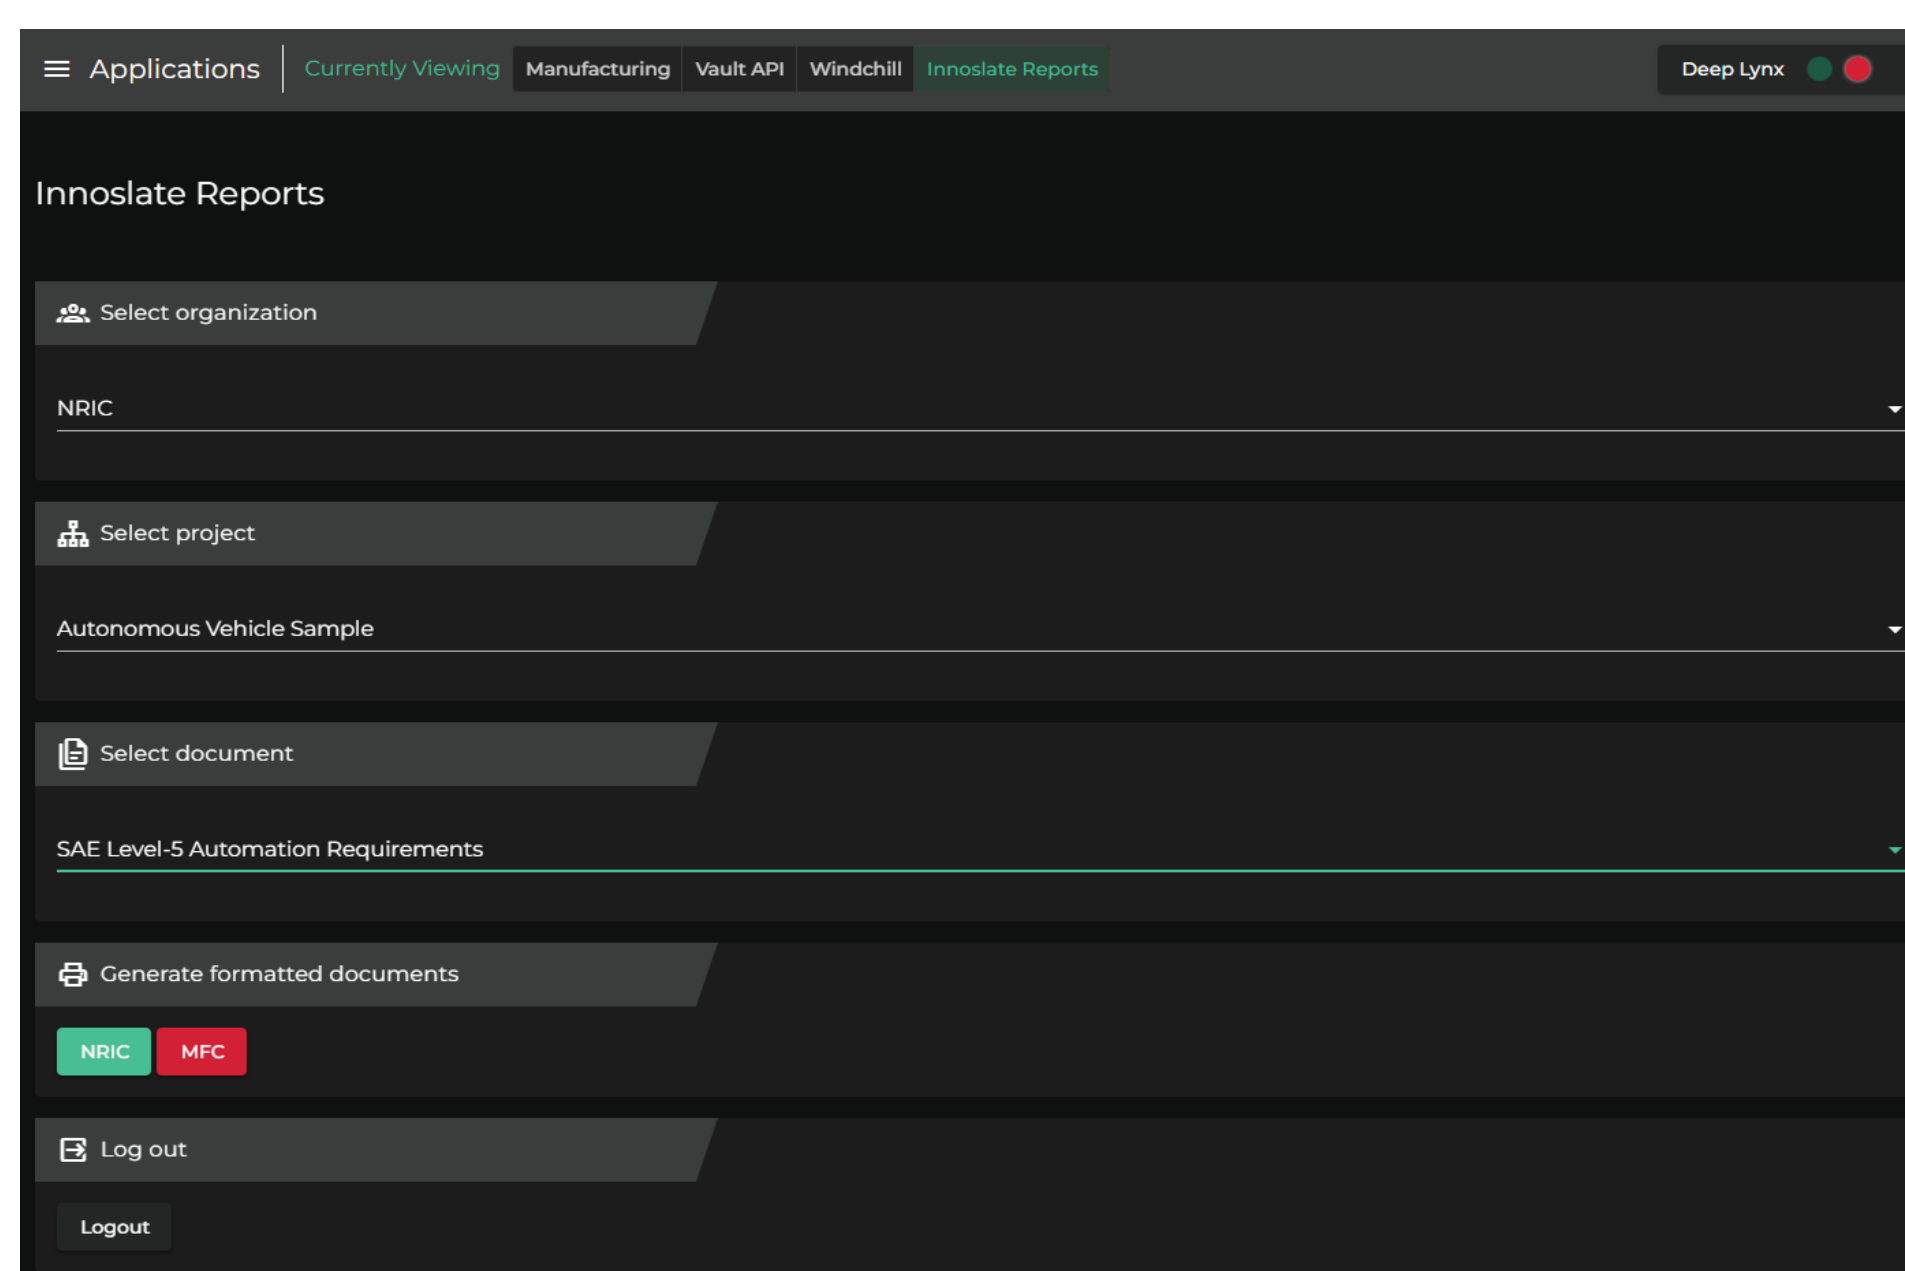 Applications Currently Viewing Manufacturing Vault API Windchill Innoslate Reports Deep Lynx
Innoslate Reports
Select organization
NRIC
Select project
Autonomous Vehicle Sample
Select document
SAE Level-5 Automation Requirements
Generate formatted documents
NRIC MFC
Log out
Logout